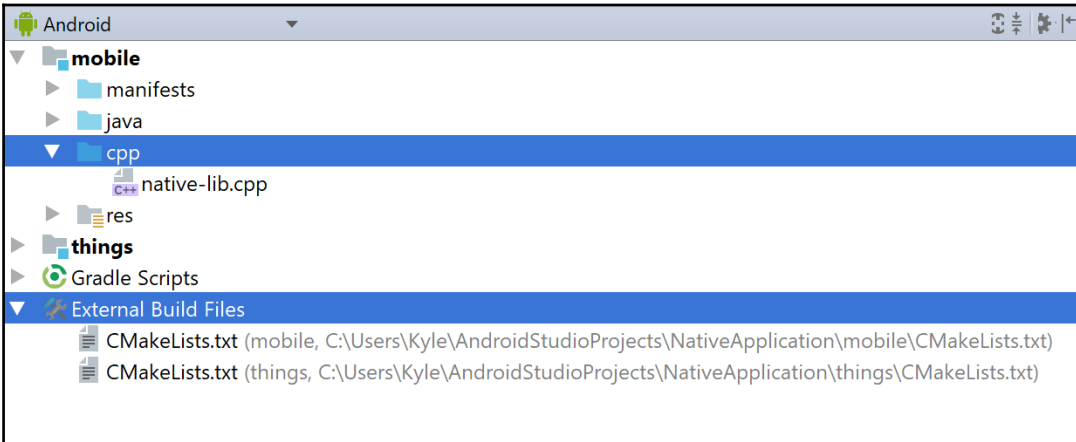 Android
mobile
manifests
java
cpp
C++ native-lib.cpp
res
things
Gradle Scripts
External Build Files
CMakeLists.txt (mobile, C:\Users\Kyle\AndroidStudioProjects\NativeApplication\mobile\CMakeLists.txt)
CMakeLists.txt (things, C:\Users\Kyle\AndroidStudioProjects\NativeApplication\things\CMakeLists.txt)